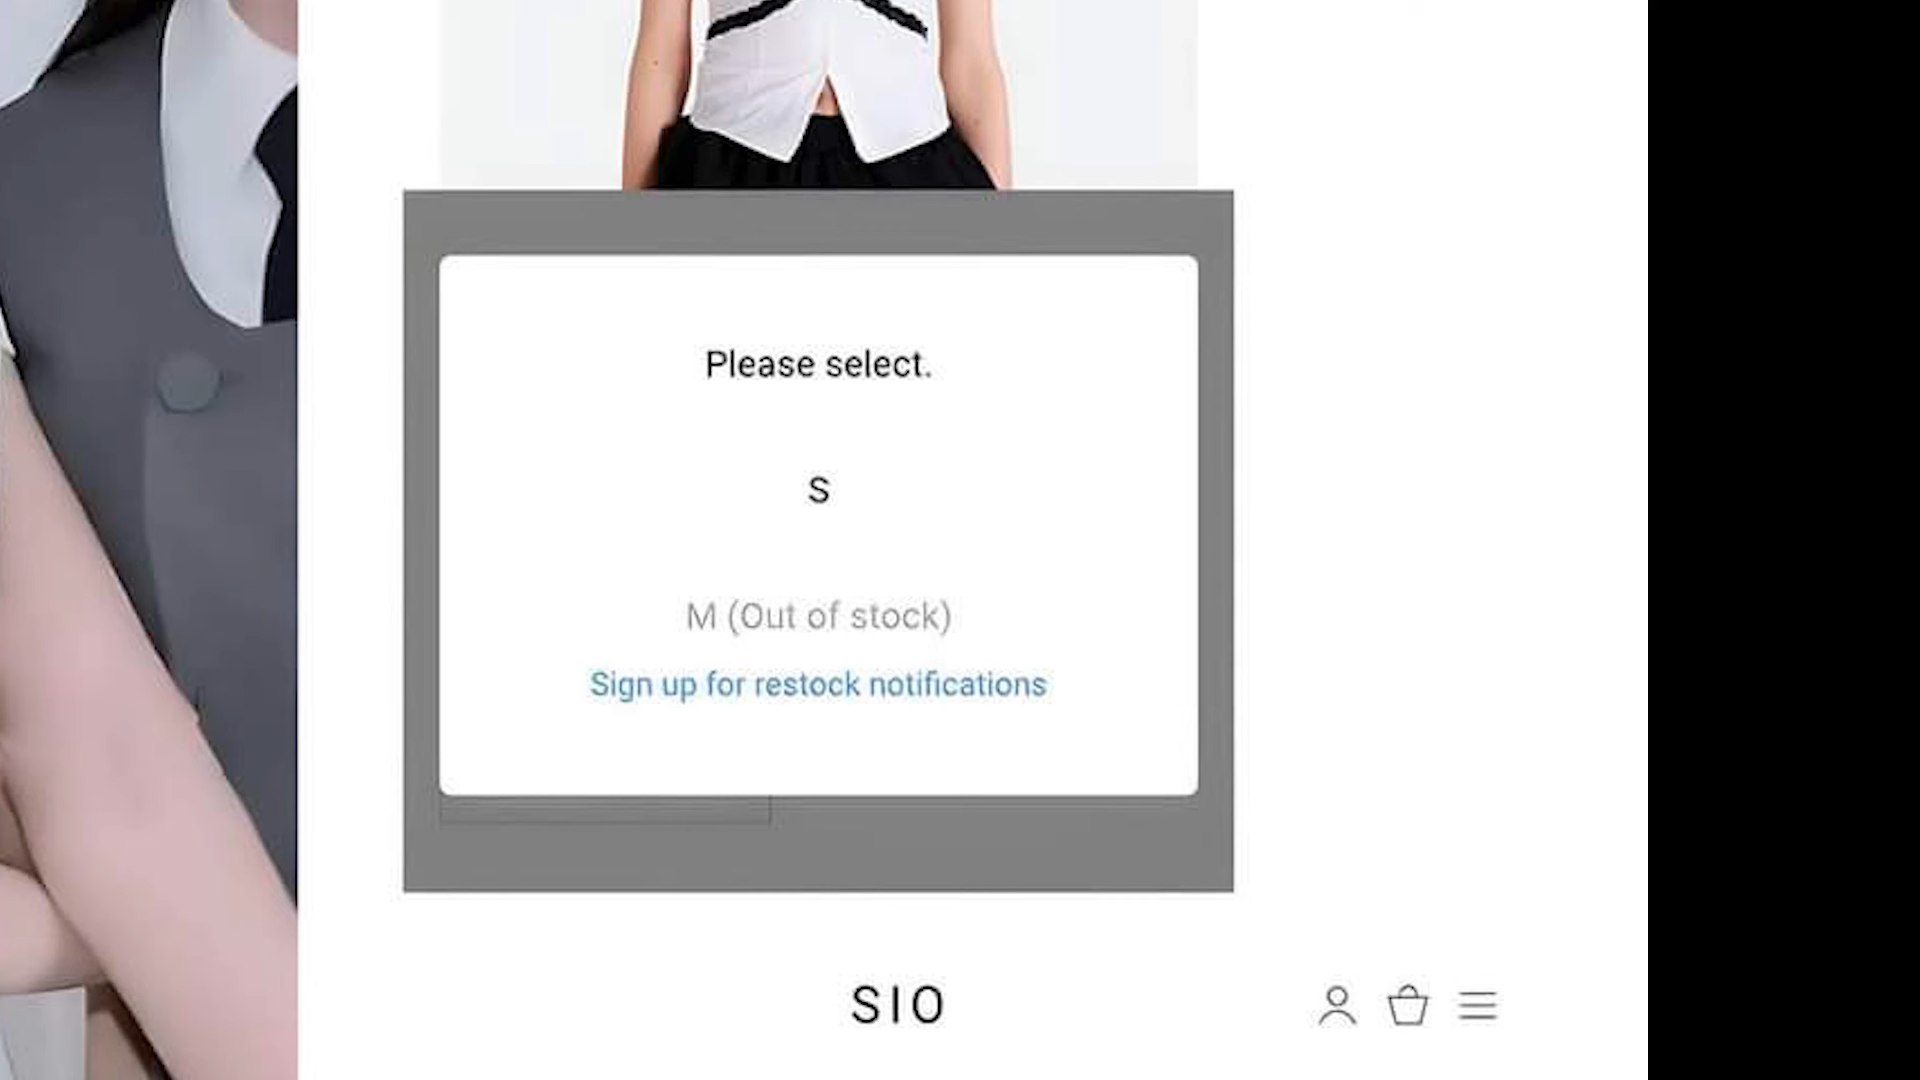 Please select.
S
M (Out of stock)
Sign up for restock notifications
SIO